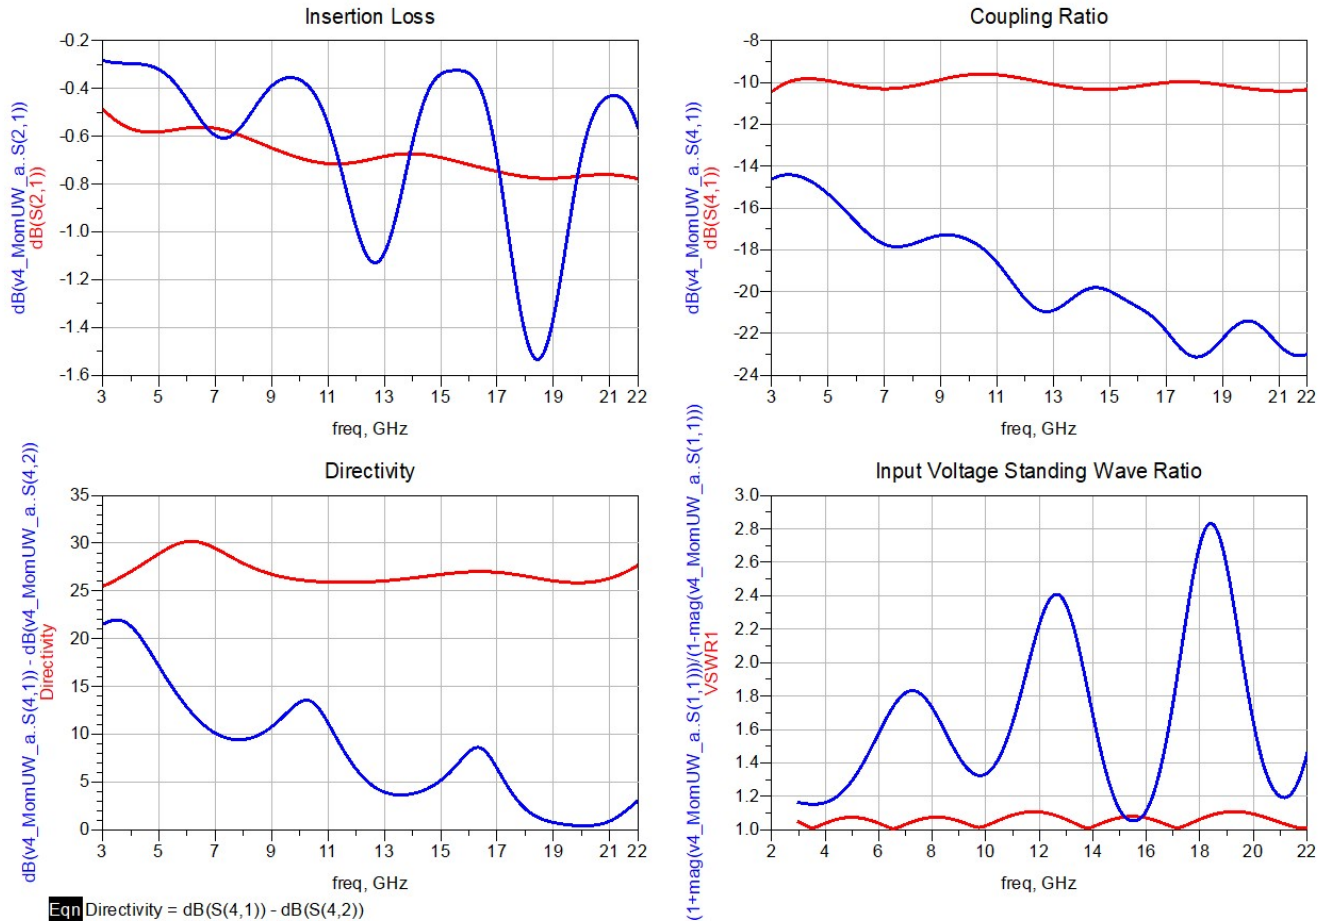 Insertion Loss
dB(v4_MomUW_a..S(2,1))
dB(S(2,1))
-0.2
-0.4
-0.6
-0.8
-1.0
-1.2
-1.4
-1.6
3 5 7 9 11 13 15 17 19 21 22
freq, GHz
Coupling Ratio
dB(v4_MomUW_a..S(4,1))
dB(S(4,1))
-8
-10
-12
-14
-16
-18
-20
-22
-24
3 5 7 9 11 13 15 17 19 21 22
freq, GHz
Directivity
dB(v4_MomUW_a..S(4,1)) - dB(v4_MomUW_a..S(4,2))
Directivity
35
30
25
20
15
10
5
0
3 5 7 9 11 13 15 17 19 21 22
freq, GHz
Eqn Directivity = dB(S(4,1)) - dB(S(4,2))
Input Voltage Standing Wave Ratio
(1+mag(v4_MomUW_a..S(1,1)))/(1-mag(v4_MomUW_a..S(1,1)))
VSWR1
3.0
2.8
2.6
2.4
2.2
2.0
1.8
1.6
1.4
1.2
1.0
2 4 6 8 10 12 14 16 18 20 22
freq, GHz